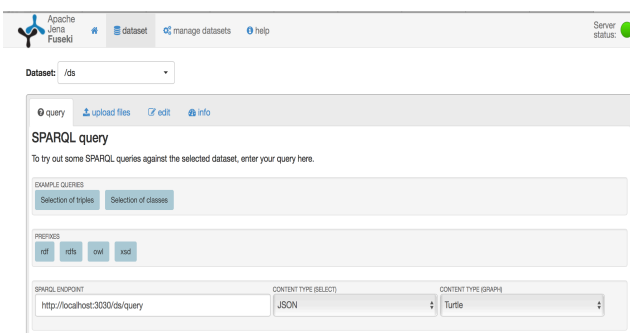 Apache
Jena
Fuseki
dataset
manage datasets
help
Server
status:
Dataset: /ds
query upload files edit info
SPARQL query
To try out some SPARQL queries against the selected dataset, enter your query here.
EXAMPLE QUERIES
Selection of triples Selection of classes
PREFIXES
rdf rdfs owl xsd
SPARQL ENDPOINT CONTENT TYPE (SELECT) CONTENT TYPE (GRAPH)
http://localhost:3030/ds/query JSON Turtle